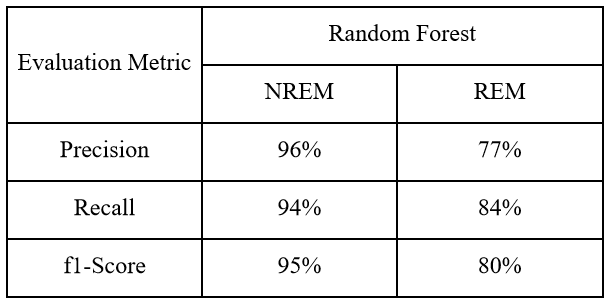 Evaluation Metric
Random Forest
NREM REM
Precision 96% 77%
Recall 94% 84%
f1-Score 95% 80%